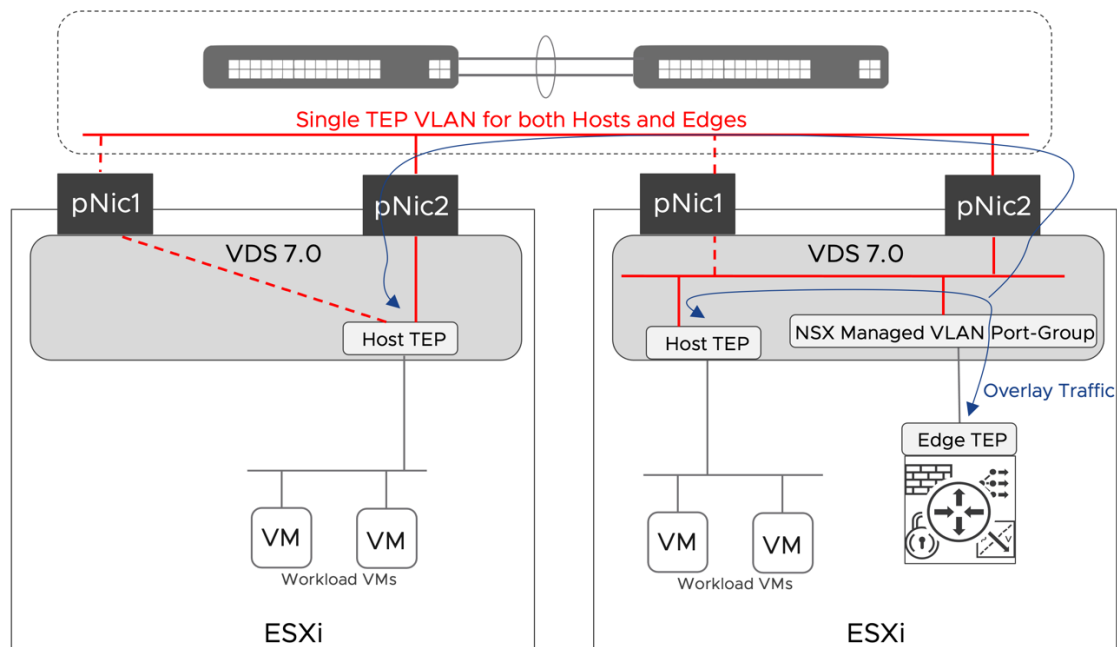 Single TEP VLAN for both Hosts and Edges
pNic1
pNic2
pNic1
pNic2
VDS 7.0
VDS 7.0
Host TEP
Host TEP
NSX Managed VLAN Port-Group
Overlay Traffic
Edge TEP
VM
VM
Workload VMs
VM
VM
Workload VMs
V
ESXi
ESXi